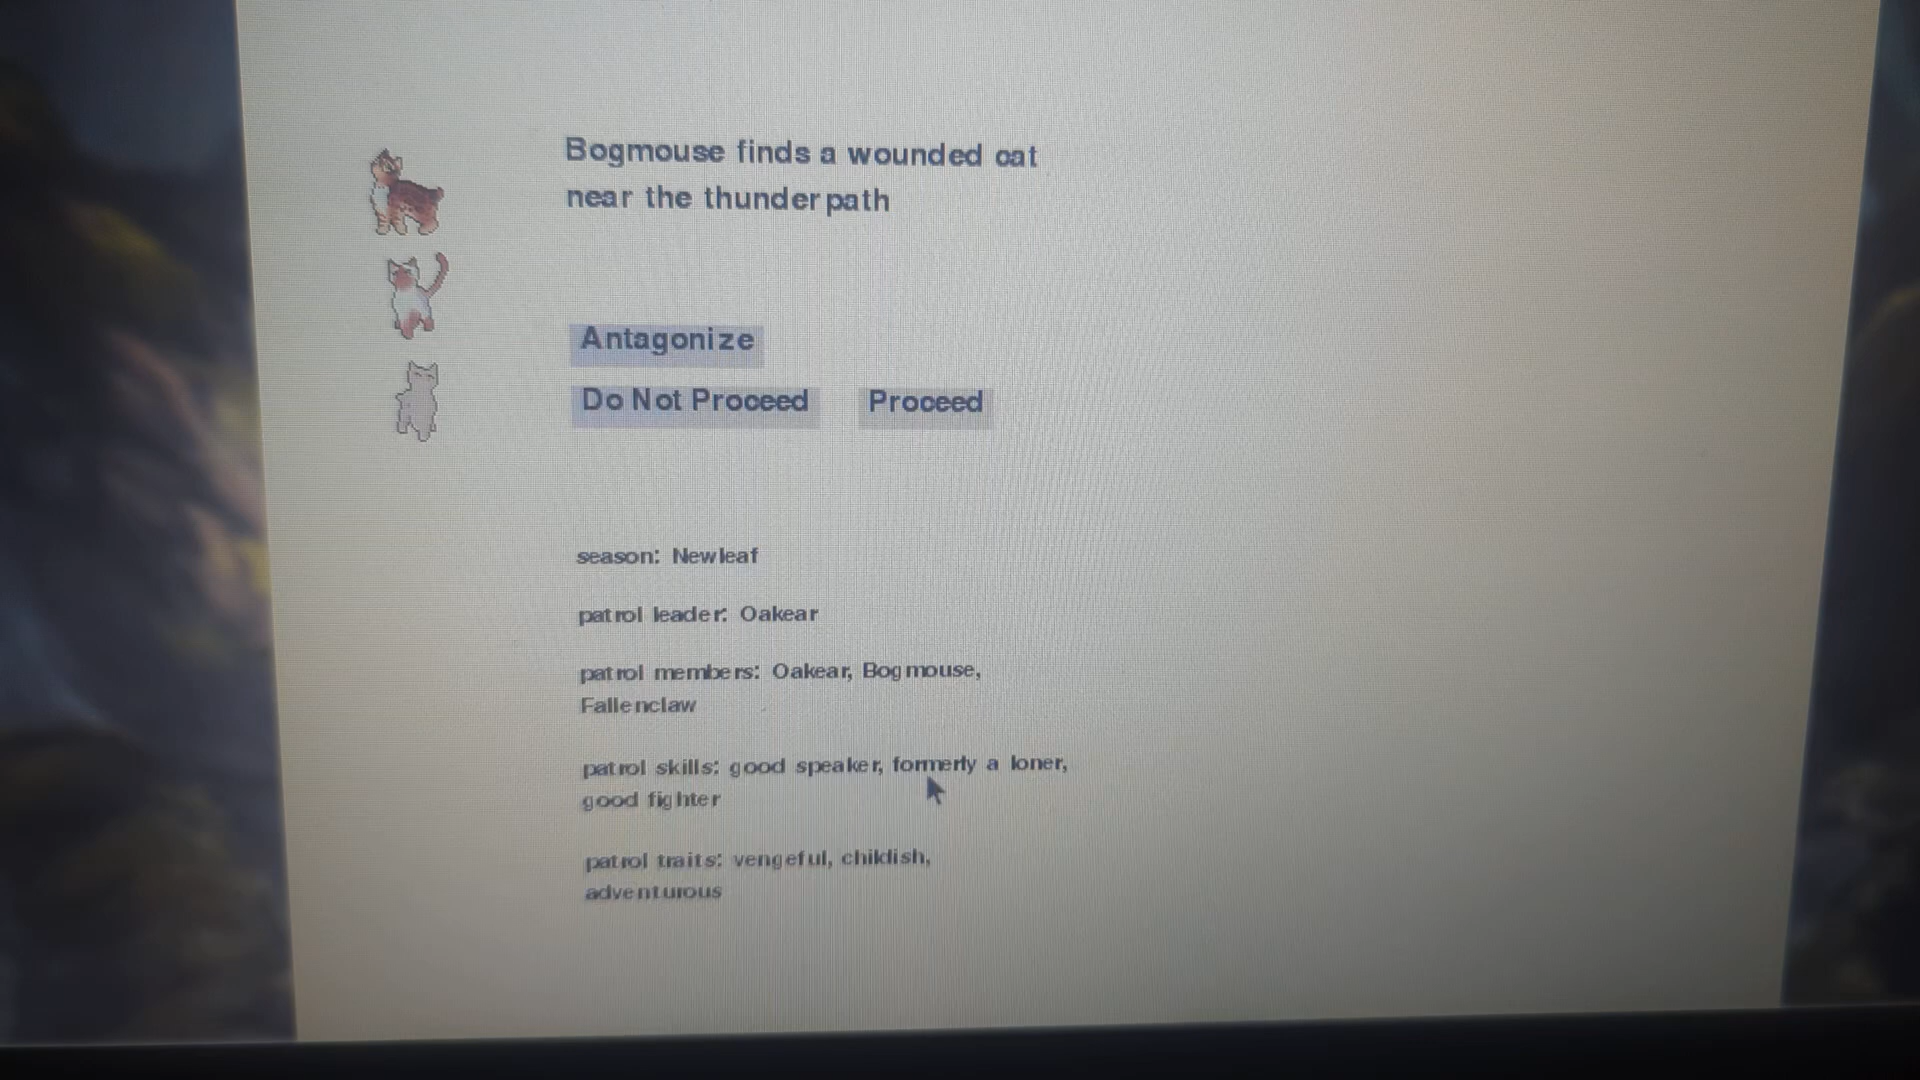 Bogmouse finds a wounded cat
near the thunderpath
Antagonize
Do Not Proceed Proceed
season: Newleaf
patrol leader: Oakear
patrol members: Oakear, Bogmouse,
Fallenclaw
patrol skills: good speaker, formerly a loner,
good fighter
patrol traits: vengeful, childish,
adventurous